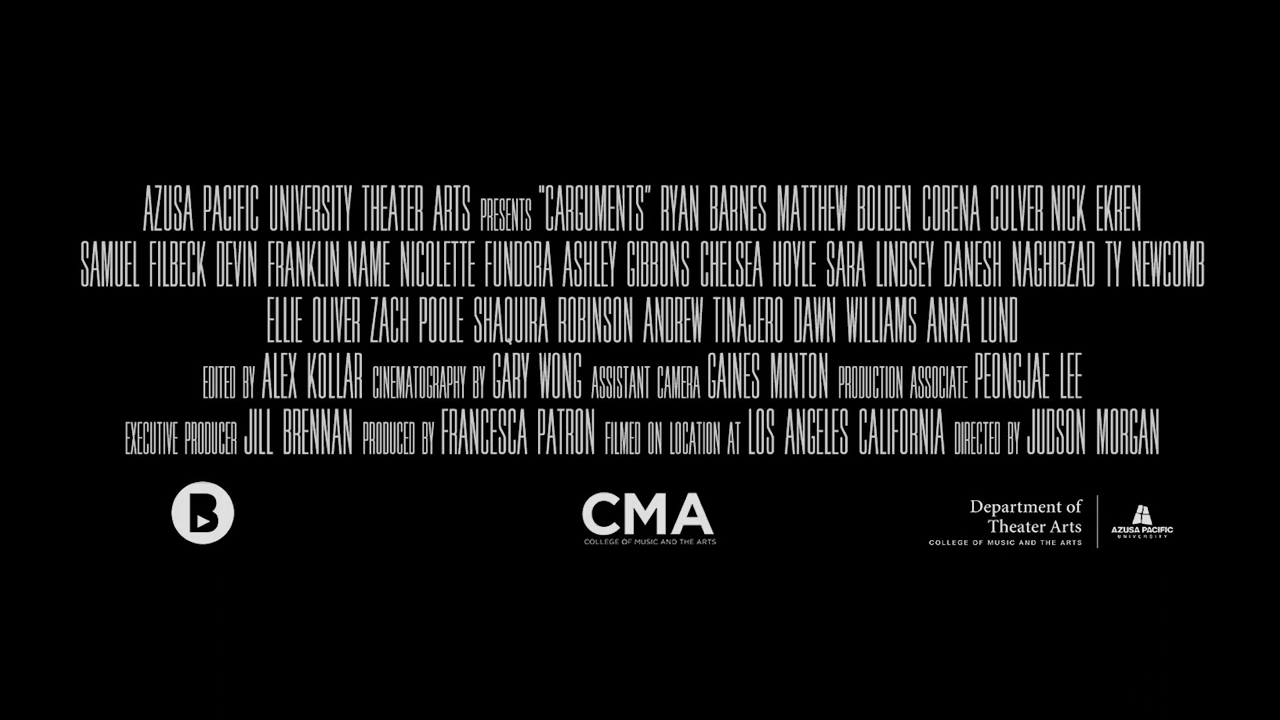 AZUSA PACIFIC UNIVERSITY THEATER ARTS PRESENTS "CARGUMENTS" RYAN BARNES MATTHEW BOLDEN CORENA CULVER NICK EKREN
SAMUEL FILBECK DEVIN FRANKLIN NAME NICOLETTE FUNDORA ASHLEY GIBBONS CHELSEA HOYLE SARA LINDSEY DANESH NACHIBZAD TY NEWCOMB
ELLIE OLIVER ZACH POOLE SHAQUIRA ROBINSON ANDREW TINAJERO DAWN WILLIAMS ANNA LUND
EDITED BY ALEX KOLLAR CINEMATOGRAPHY BY GARY WONG ASSISTANT CAMERA GAINES MINTON PRODUCTION ASSOCIATE PEONGJAE LEE
EXECUTIVE PRODUCER JILL BRENNAN PRODUCED BY FRANCESCA PATRON FILMED ON LOCATION AT LOS ANGELES CALIFORNIA DIRECTED BY JUDSON MORGAN
B
CMA
COLLEGE OF MUSIC AND THE ARTS
Department of
Theater Arts
COLLEGE OF MUSIC AND THE ARTS
AZUSA PACIFIC
UNIVERSITY